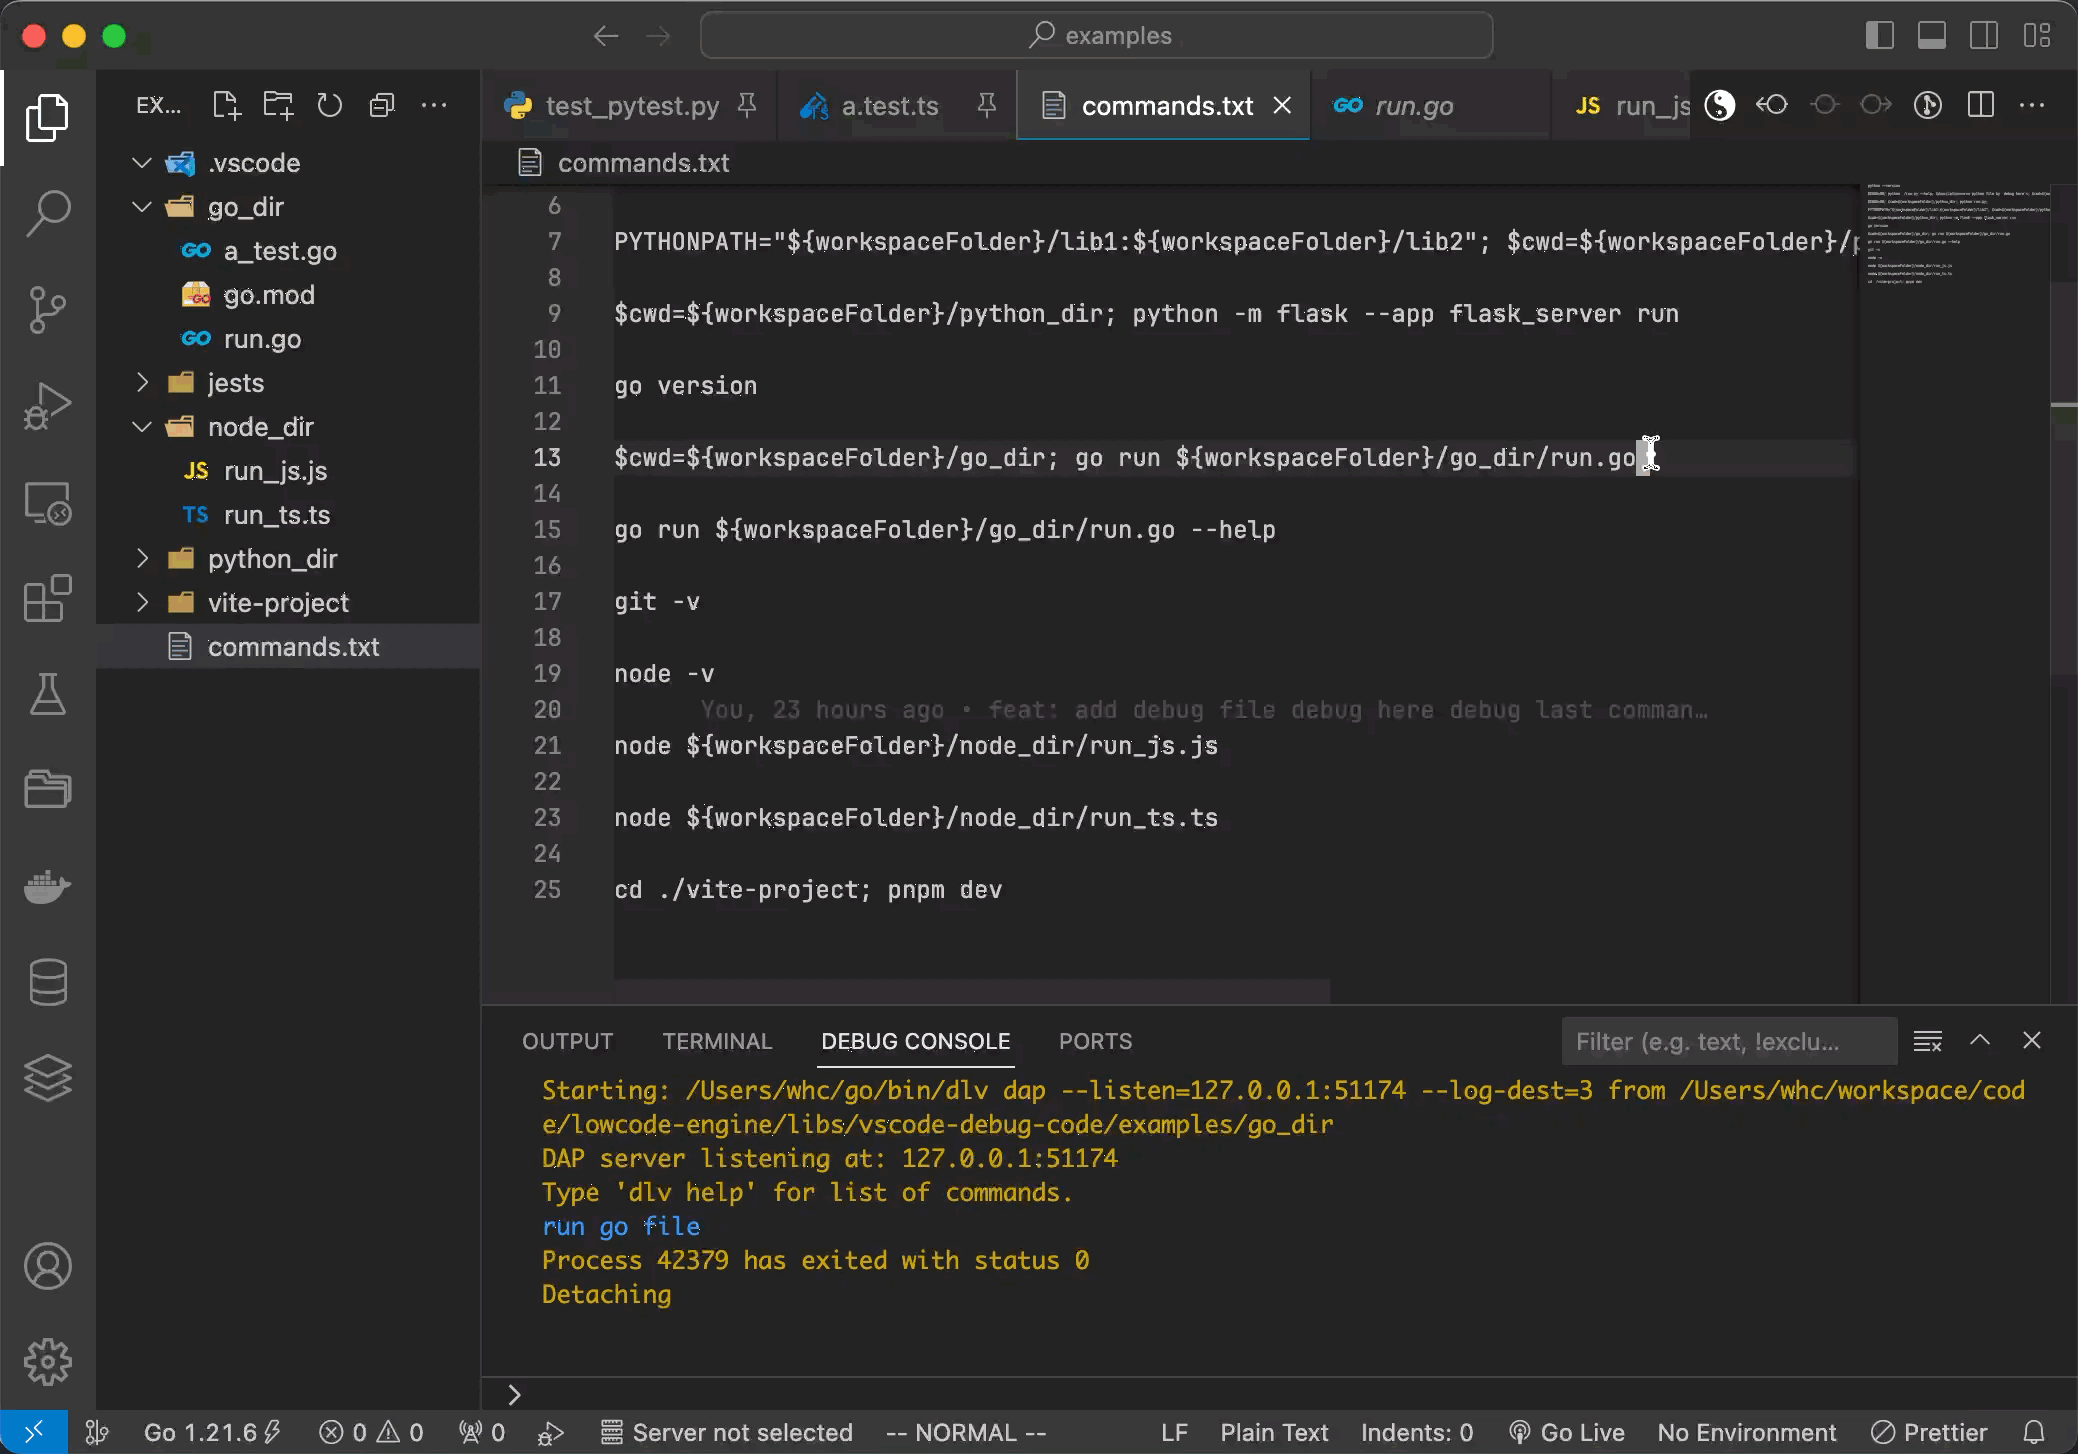 examples
EX...
test_pytest.py
a.test.ts
commands.txt
GO run.go
JS run_js
.vscode
go_dir
GO a_test.go
go.mod
GO run.go
jests
node_dir
JS run_js.js
TS run_ts.ts
python_dir
vite-project
commands.txt
commands.txt
6
7 PYTHONPATH="${workspaceFolder}/lib1:${workspaceFolder}/lib2"; $cwd=${workspaceFolder}/p
8
9 $cwd=${workspaceFolder}/python_dir; python -m flask --app flask_server run
10
11 go version
12
13 $cwd=${workspaceFolder}/go_dir; go run ${workspaceFolder}/go_dir/run.go
14
15 go run ${workspaceFolder}/go_dir/run.go --help
16
17 git -v
18
19 node -v
20 You, 23 hours ago • feat: add debug file debug here debug last comman…
21 node ${workspaceFolder}/node_dir/run_js.js
22
23 node ${workspaceFolder}/node_dir/run_ts.ts
24
25 cd ./vite-project; pnpm dev
OUTPUT TERMINAL DEBUG CONSOLE PORTS Filter (e.g. text, !exclu...
Starting: /Users/whc/go/bin/dlv dap --listen=127.0.0.1:51174 --log-dest=3 from /Users/whc/workspace/cod
e/lowcode-engine/libs/vscode-debug-code/examples/go_dir
DAP server listening at: 127.0.0.1:51174
Type 'dlv help' for list of commands.
run go file
Process 42379 has exited with status 0
Detaching
Go 1.21.6 0 0 0 Server not selected -- NORMAL -- LF Plain Text Indents: 0 Go Live No Environment Prettier